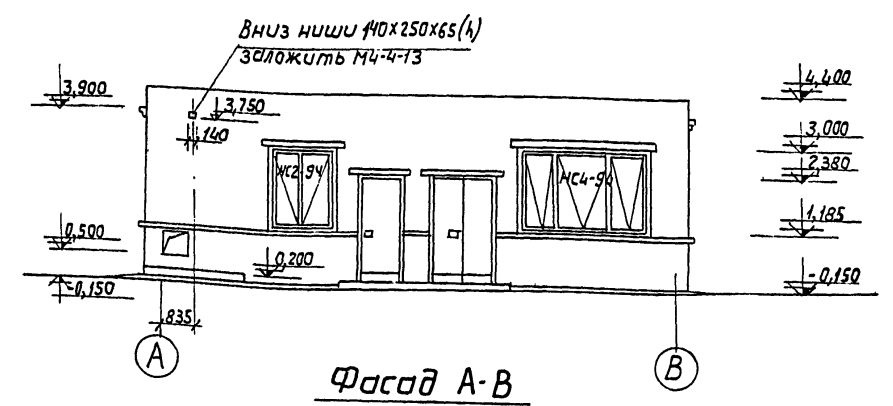 Вниз ниши 140х250х65(h)
заложить М4-4-13
3,900
3,750
140
4,400
3,000
2,380
1,185
-0,150
НС2-94
НС4-94
0,500
0,200
-0,150
835
А
В
Фасад А-В